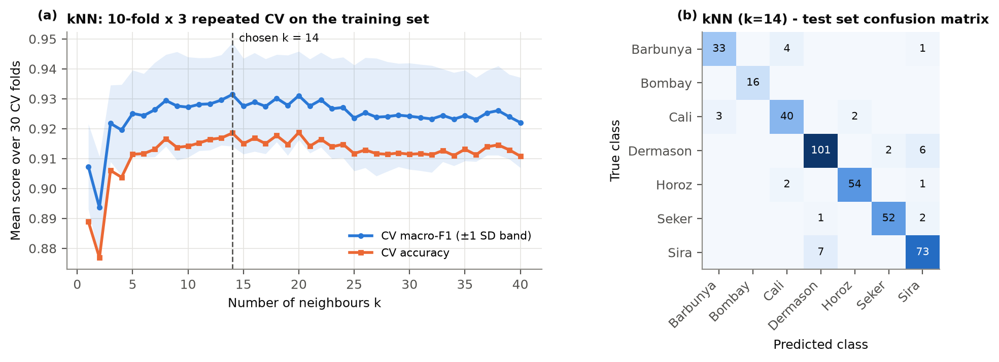 (a) kNN: 10-fold x 3 repeated CV on the training set
chosen k = 14
Mean score over 30 CV folds
0.95
0.94
0.93
0.92
0.91
0.90
0.89
0.88
CV macro-F1 (±1 SD band)
CV accuracy
0 5 10 15 20 25 30 35 40
Number of neighbours k
(b) kNN (k=14) - test set confusion matrix
True class
Barbunya 33 4 1
Bombay 16
Cali 3 40 2
Dermason 101 2 6
Horoz 2 54 1
Seker 1 52 2
Sira 7 73
Barbunya Bombay Cali Dermason Horoz Seker Sira
Predicted class